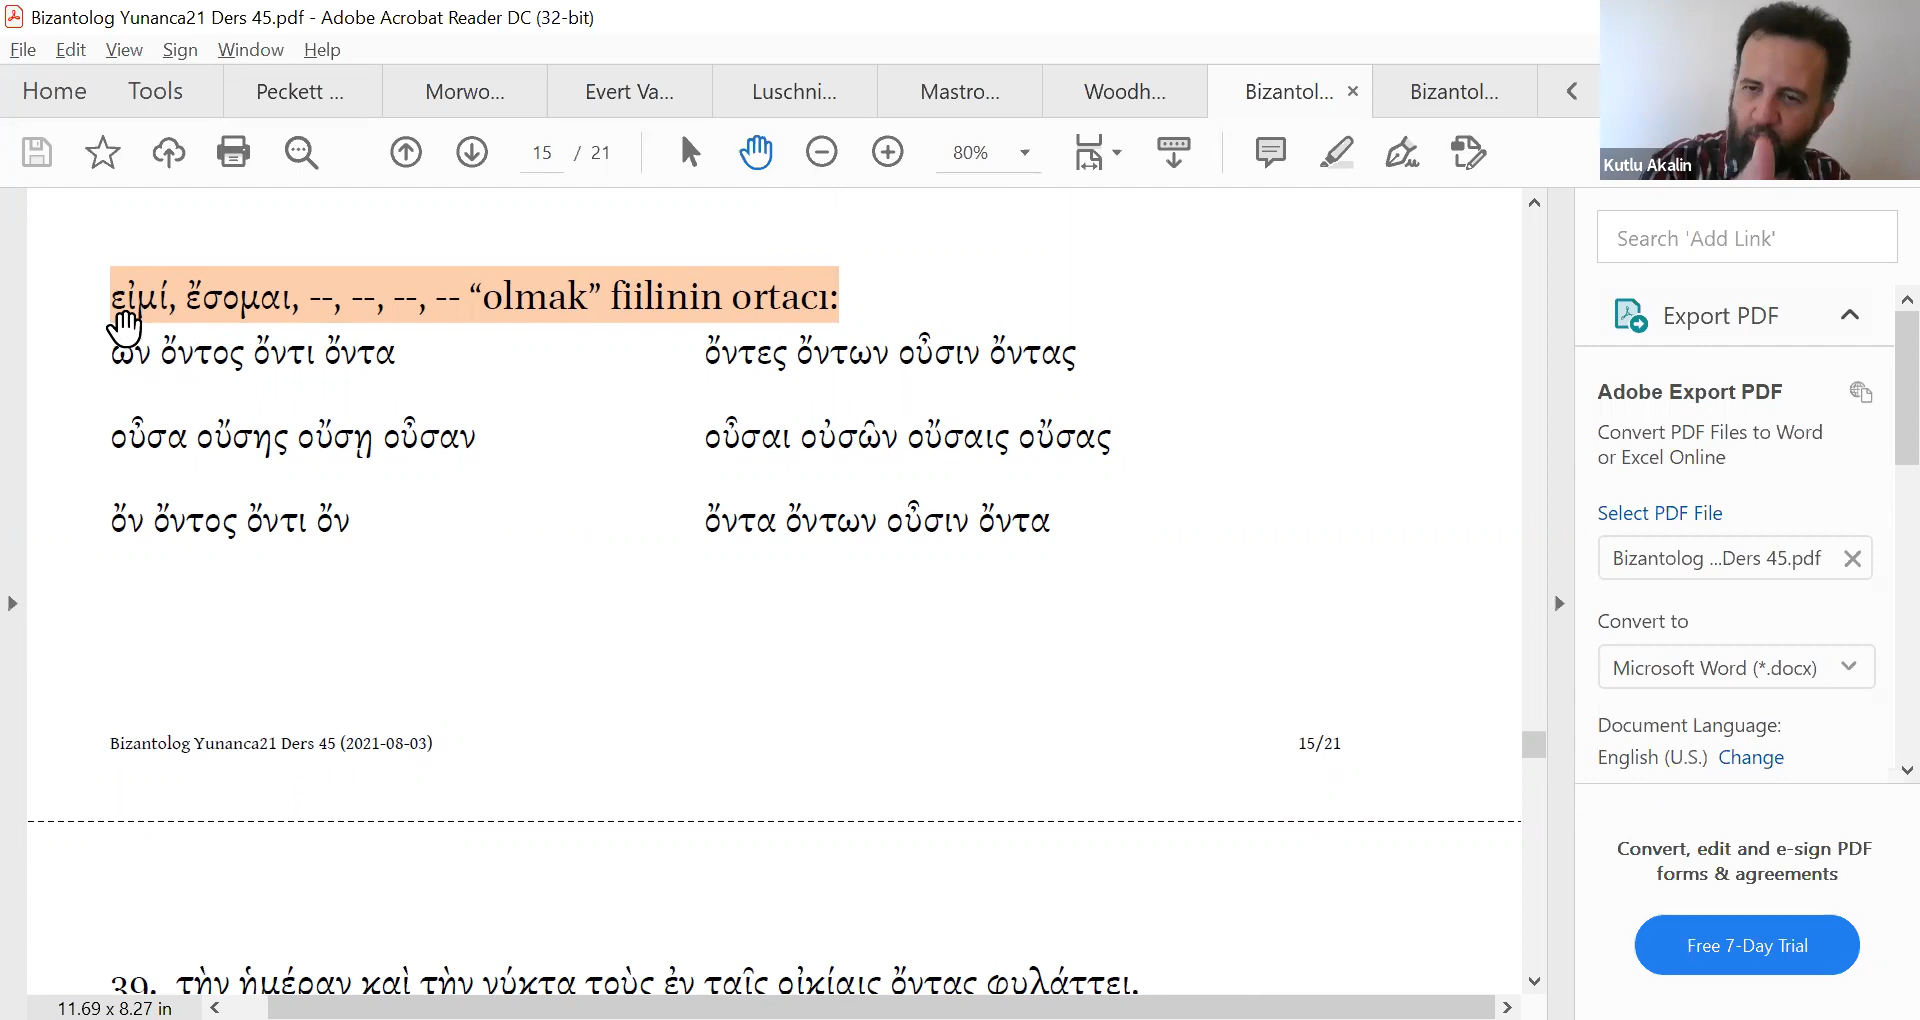 Bizantolog Yunanca21 Ders 45.pdf - Adobe Acrobat Reader DC (32-bit)
File Edit View Sign Window Help
Home Tools Peckett ... Morwo... Evert Va... Luschni... Mastro... Woodh... Bizantol... × Bizantol...
15 / 21 80%
Kutlu Akalin
Search 'Add Link'
εἰμί, ἔσομαι, --, --, --, -- “olmak” fiilinin ortacı:
ὤν ὄντος ὄντι ὄντα ὄντες ὄντων οὖσιν ὄντας
οὖσα οὔσης οὔσῃ οὖσαν οὖσαι οὐσῶν οὔσαις οὔσας
ὄν ὄντος ὄντι ὄν ὄντα ὄντων οὖσιν ὄντα
Bizantolog Yunanca21 Ders 45 (2021-08-03) 15/21
39. τὴν ἡμέραν καὶ τὴν νύκτα τοὺς ἐν ταῖς οἰκίαις ὄντας φυλάττει.
11.69 x 8.27 in
Export PDF
Adobe Export PDF
Convert PDF Files to Word
or Excel Online
Select PDF File
Bizantolog ...Ders 45.pdf
Convert to
Microsoft Word (*.docx)
Document Language:
English (U.S.) Change
Convert, edit and e-sign PDF
forms & agreements
Free 7-Day Trial